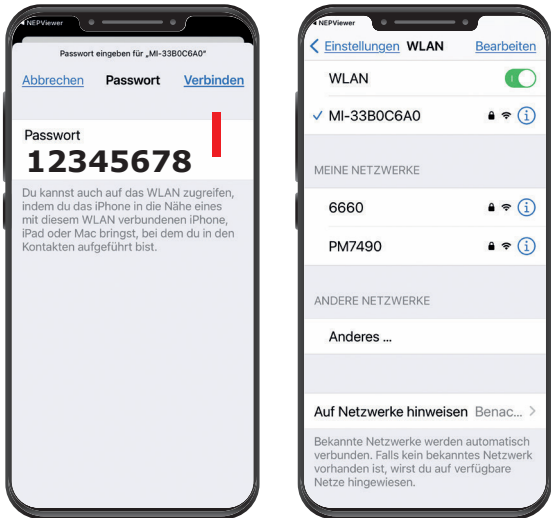 NEPViewer
Passwort eingeben für „MI-33B0C6A0“
Abbrechen Passwort Verbinden
Passwort
12345678
Du kannst auch auf das WLAN zugreifen,
indem du das iPhone in die Nähe eines
mit diesem WLAN verbundenen iPhone,
iPad oder Mac bringst, bei dem du in den
Kontakten aufgeführt bist.
NEPViewer
Einstellungen WLAN Bearbeiten
WLAN
MI-33B0C6A0
MEINE NETZWERKE
6660
PM7490
ANDERE NETZWERKE
Anderes ...
Auf Netzwerke hinweisen Benac...
Bekannte Netzwerke werden automatisch
verbunden. Falls kein bekanntes Netzwerk
vorhanden ist, wirst du auf verfügbare
Netze hingewiesen.